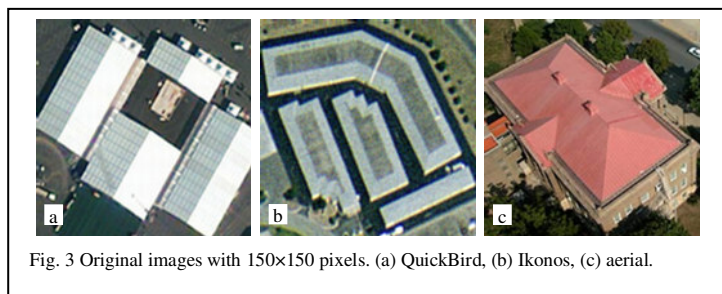 a
b
c
Fig. 3 Original images with 150×150 pixels. (a) QuickBird, (b) Ikonos, (c) aerial.